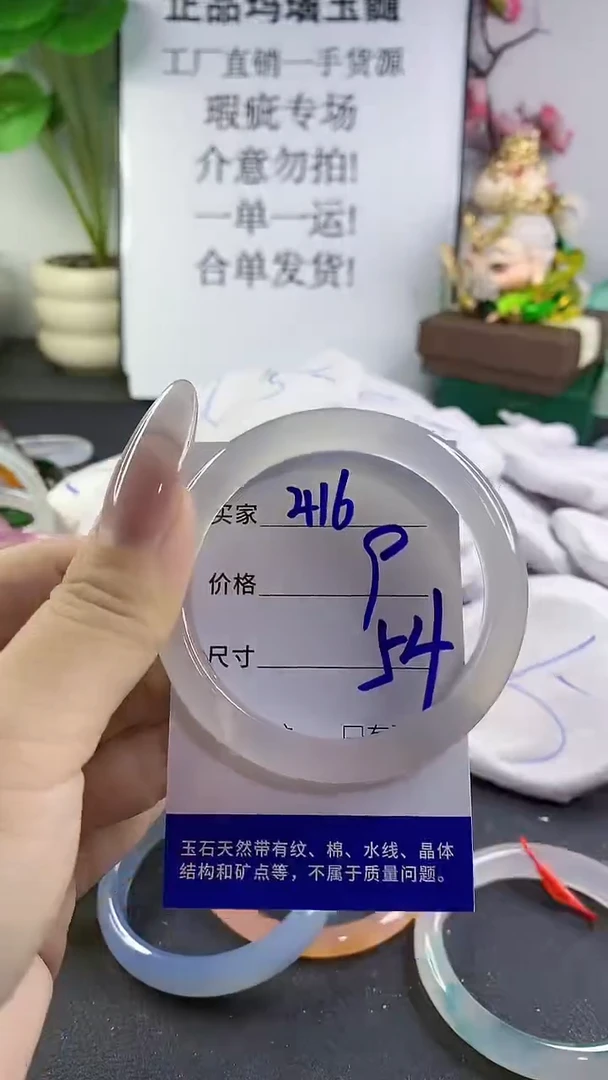 正品玛瑙玉髓
工厂直销一手货源
瑕疵专场
介意勿拍!
一单一运!
合单发货!
买家 216
价格
P
尺寸 54
玉石天然带有纹、棉、水线、晶体
结构和矿点等，不属于质量问题。